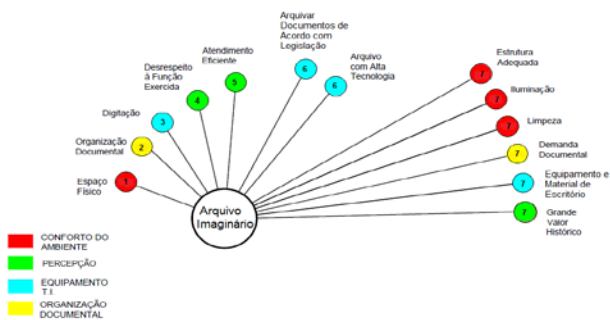 Arquivar
Documentos de
Acordo com
Legislação
Atendimento
Eficiente
Desrespeito
à Função
Exercida
Arquivo
com Alta
Tecnologia
Estrutura
Adequada
Iluminação
Limpeza
Demanda
Documental
Equipamento e
Material de
Escritório
Grande
Valor
Histórico
Digitação
Organização
Documental
Espaço
Físico
1
2
3
4
5
6
6
7
7
7
7
7
7
Arquivo
Imaginário
CONFORTO DO
AMBIENTE
PERCEPÇÃO
EQUIPAMENTO
T.I.
ORGANIZAÇÃO
DOCUMENTAL